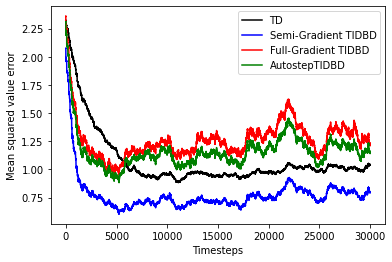 TD
Semi-Gradient TIDBD
Full-Gradient TIDBD
AutostepTIDBD
Mean squared value error
2.25
2.00
1.75
1.50
1.25
1.00
0.75
0
5000
10000
15000
20000
25000
30000
Timesteps